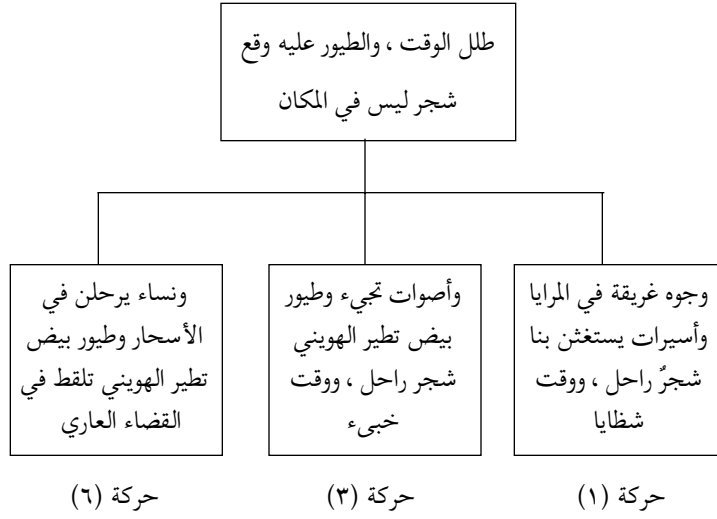 طلل الوقت ، والطيور عليه وقع
شجر ليس في المكان
وجوه غريقة في المرايا
وأسيرات يستغثن بنا
شجرٌ راحل ، ووقت
شظايا
حركة (١)
وأصوات تجيء وطيور
بيض تطير الهويني
شجر راحل ، ووقت
خبىء
حركة (٣)
ونساء يرحلن في
الأسحار وطيور بيض
تطير الهويني تلقط في
القضاء العاري
حركة (٦)